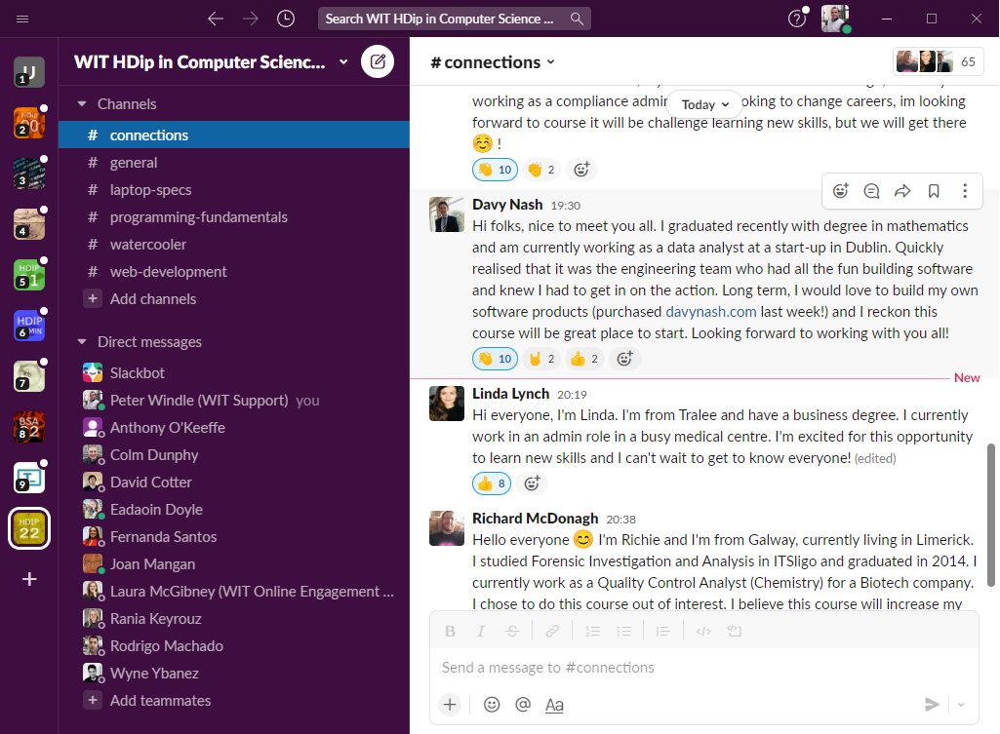 Search WIT HDip in Computer Science ...
WIT HDip in Computer Scienc...
U
1
2
3
4
HDIP
5
HDIP
6
7
BSA
8
9
HDIP
22
Channels
# connections
# general
# laptop-specs
# programming-fundamentals
# watercooler
# web-development
+ Add channels
Direct messages
Slackbot
Peter Windle (WIT Support) you
Anthony O'Keeffe
Colm Dunphy
David Cotter
Eadaoin Doyle
Fernanda Santos
Joan Mangan
Laura McGibney (WIT Online Engagement ...
Rania Keyrouz
Rodrigo Machado
Wyne Ybanez
+ Add teammates
# connections
65
Today
working as a compliance admin ooking to change careers, im looking
forward to course it will be challenge learning new skills, but we will get there
😊 !
👏 10 👏 2
Davy Nash 19:30
Hi folks, nice to meet you all. I graduated recently with degree in mathematics
and am currently working as a data analyst at a start-up in Dublin. Quickly
realised that it was the engineering team who had all the fun building software
and knew I had to get in on the action. Long term, I would love to build my own
software products (purchased davynash.com last week!) and I reckon this
course will be great place to start. Looking forward to working with you all!
👏 10 🤘 2 👍 2
New
Linda Lynch 20:19
Hi everyone, I'm Linda. I'm from Tralee and have a business degree. I currently
work in an admin role in a busy medical centre. I'm excited for this opportunity
to learn new skills and I can't wait to get to know everyone! (edited)
👍 8
Richard McDonagh 20:38
Hello everyone 😊 I'm Richie and I'm from Galway, currently living in Limerick.
I studied Forensic Investigation and Analysis in ITSligo and graduated in 2014. I
currently work as a Quality Control Analyst (Chemistry) for a Biotech company.
I chose to do this course out of interest. I believe this course will increase my
B I S </>
Send a message to #connections
+ @ Aa